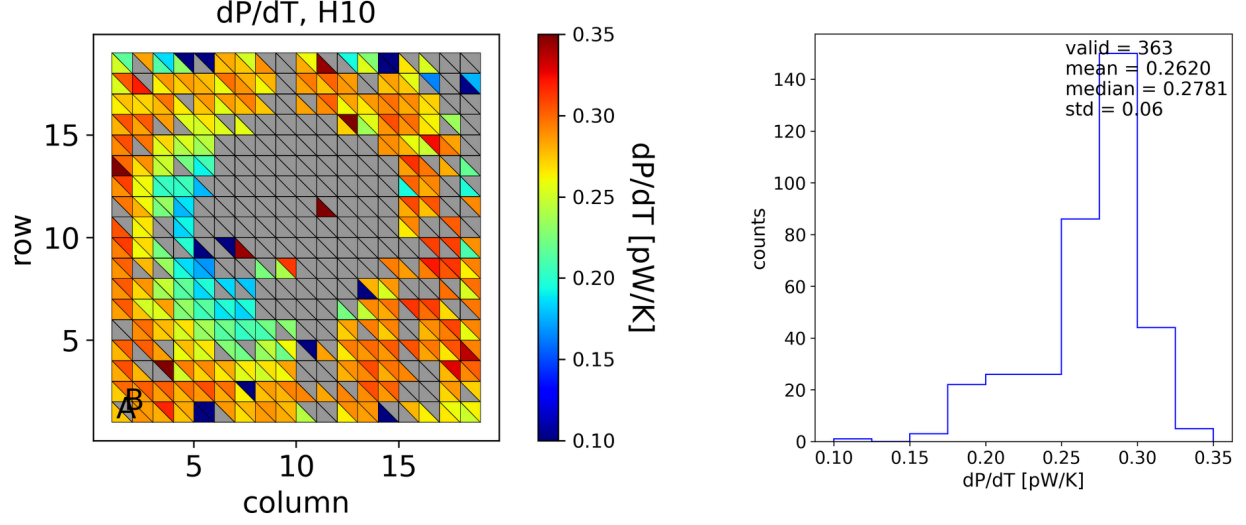 dP/dT, H10
row
15
10
5
A
B
5 10 15
column
0.35
0.30
0.25
0.20
0.15
0.10
dP/dT [pW/K]
counts
140
120
100
80
60
40
20
0
valid = 363
mean = 0.2620
median = 0.2781
std = 0.06
0.10 0.15 0.20 0.25 0.30 0.35
dP/dT [pW/K]